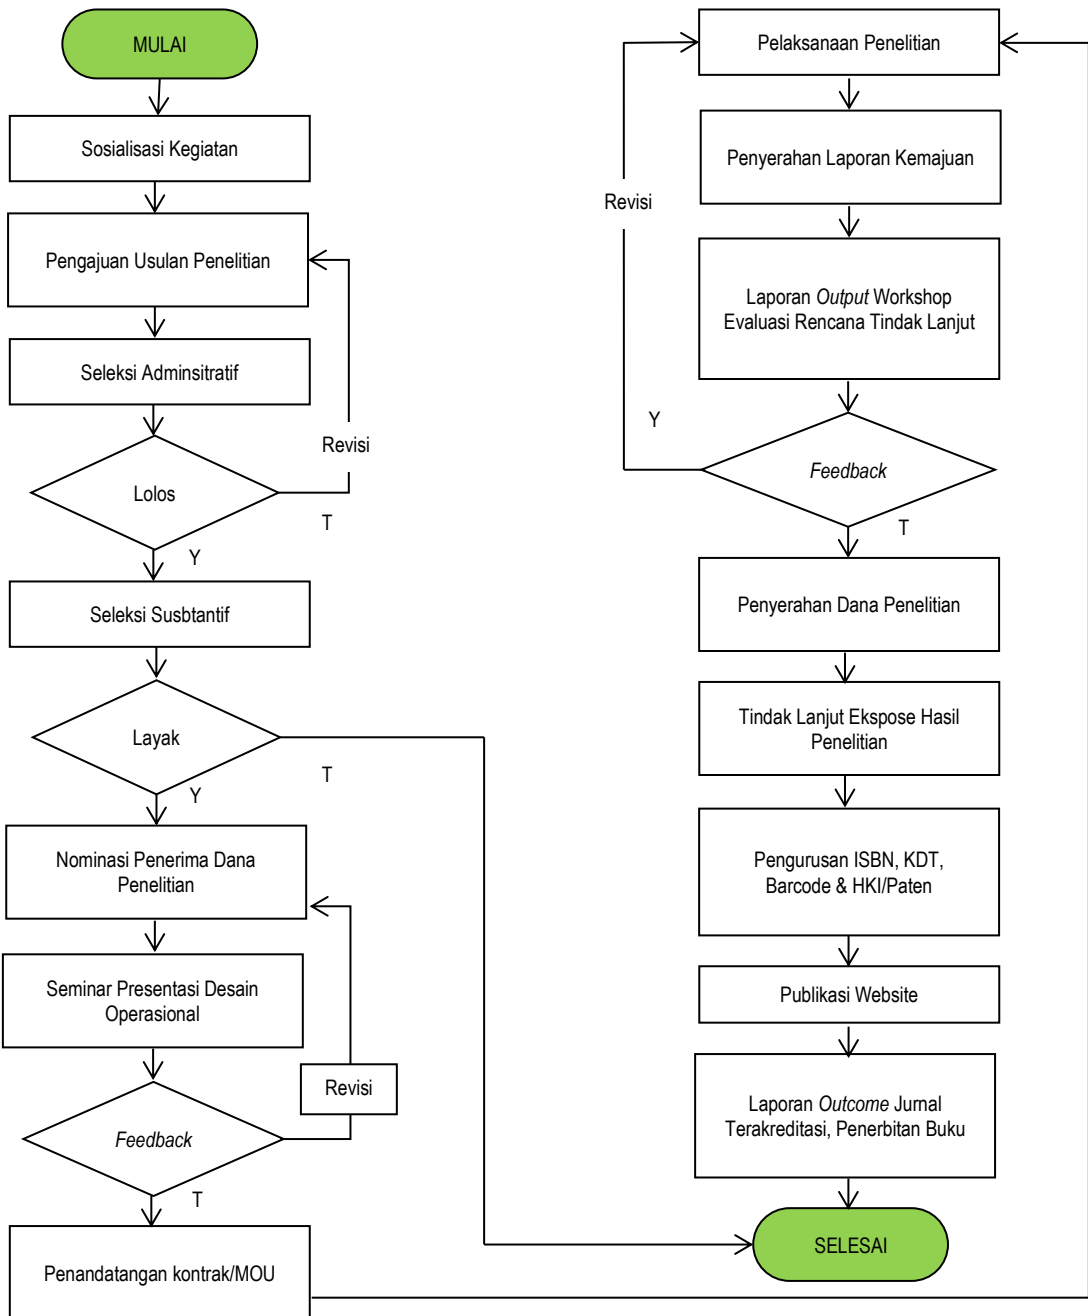 MULAI
Sosialisasi Kegiatan
Pengajuan Usulan Penelitian
Seleksi Adminsitratif
Revisi
Lolos
T
Y
Seleksi Susbtantif
Layak
T
Y
Nominasi Penerima Dana
Penelitian
Seminar Presentasi Desain
Operasional
Revisi
Feedback
T
Penandatangan kontrak/MOU
Pelaksanaan Penelitian
Penyerahan Laporan Kemajuan
Revisi
Laporan Output Workshop
Evaluasi Rencana Tindak Lanjut
Y
Feedback
T
Penyerahan Dana Penelitian
Tindak Lanjut Ekspose Hasil
Penelitian
Pengurusan ISBN, KDT,
Barcode & HKI/Paten
Publikasi Website
Laporan Outcome Jurnal
Terakreditasi, Penerbitan Buku
SELESAI